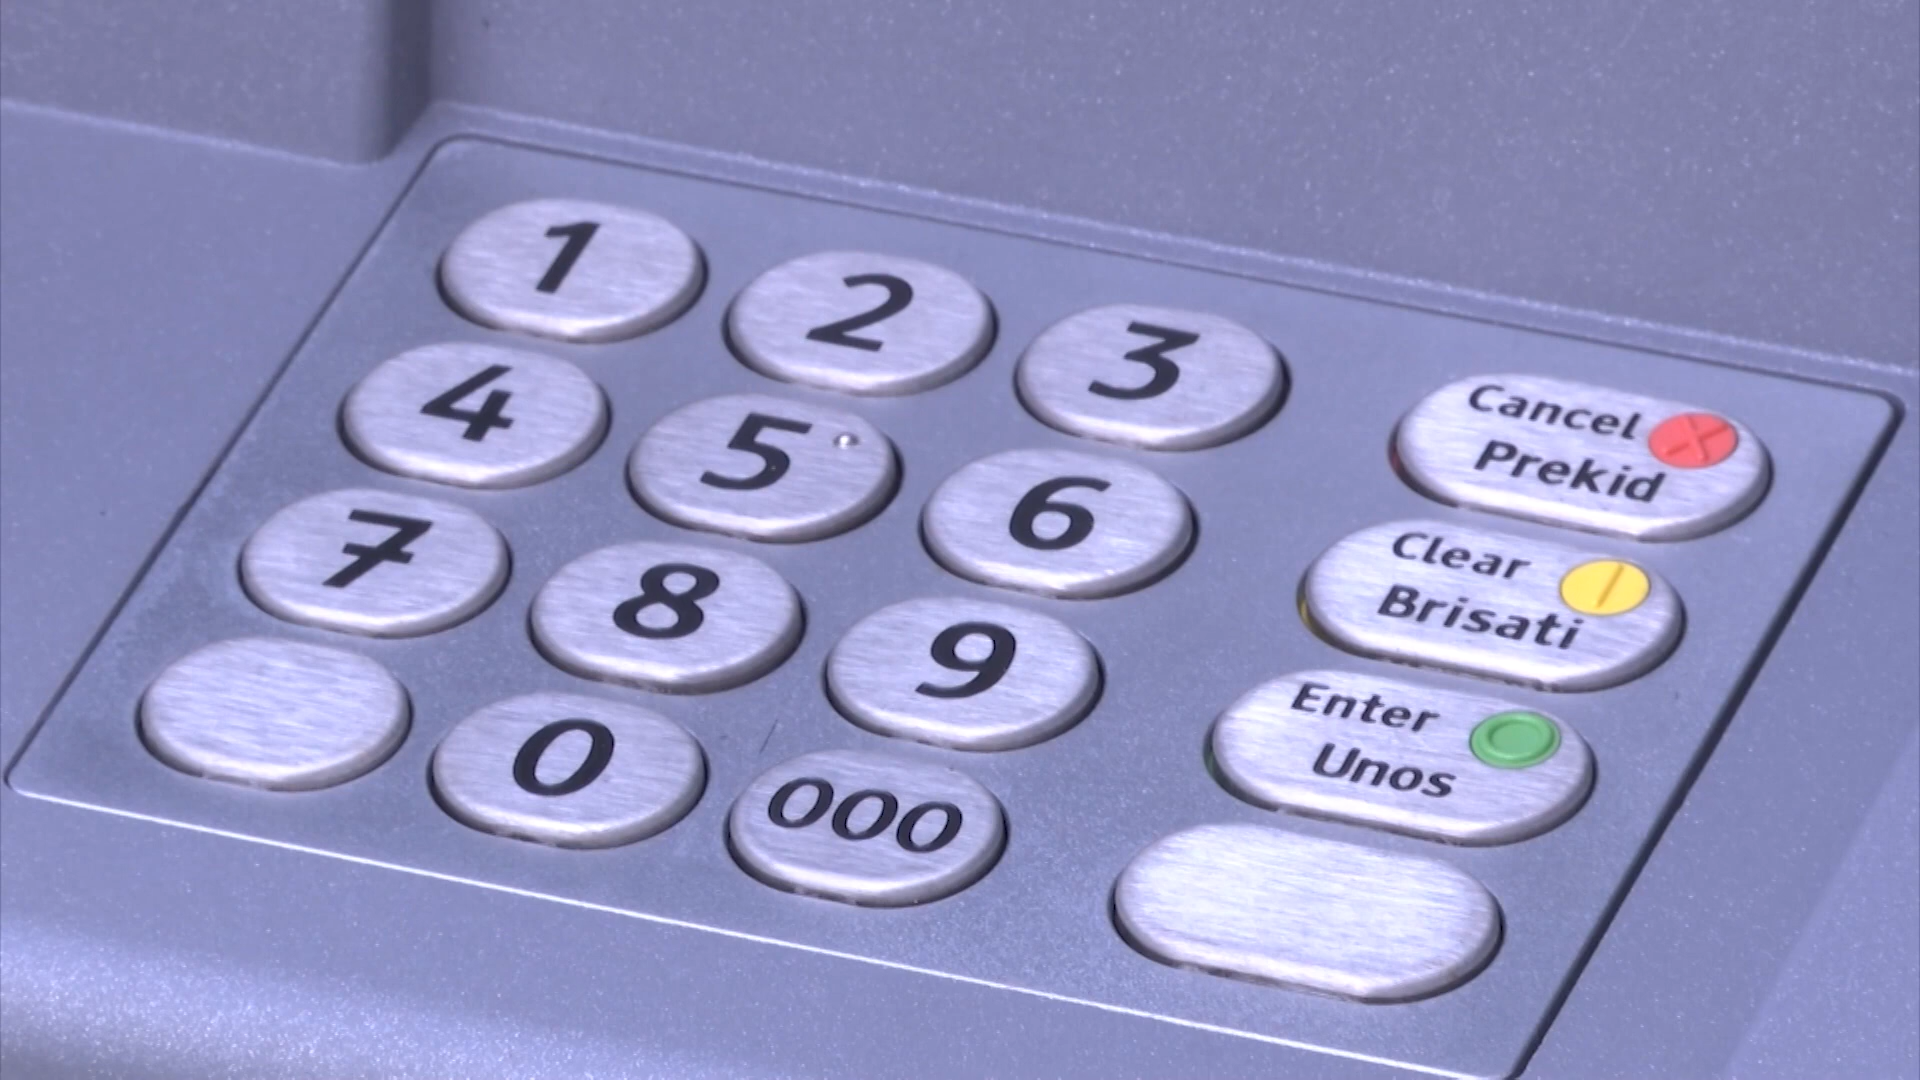 1 2 3
Cancel
Prekid
4 5 6
Clear
Brisati
7 8 9
Enter
Unos
0 000